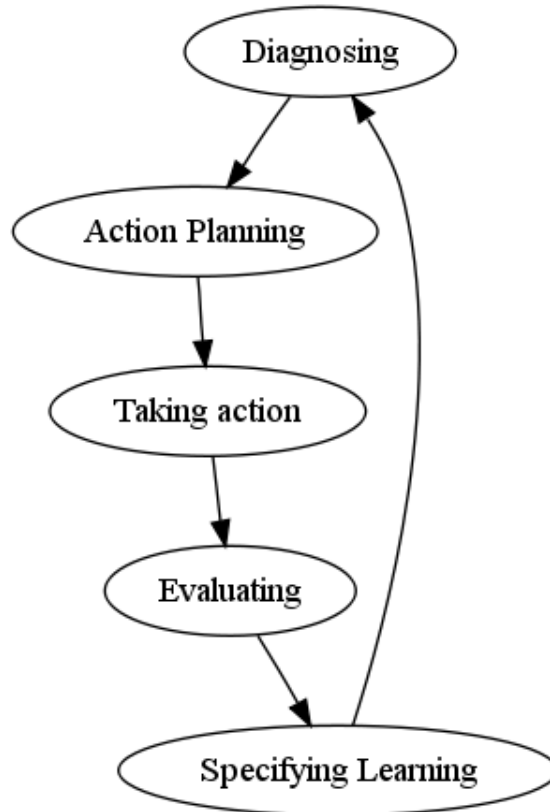 Diagnosing
Action Planning
Taking action
Evaluating
Specifying Learning